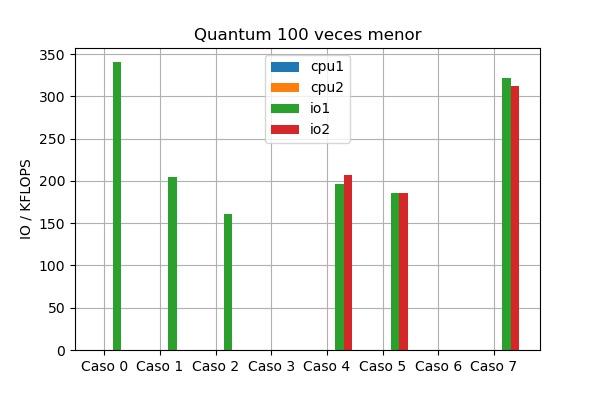 Quantum 100 veces menor
IO / KFLOPS
350
300
250
200
150
100
50
0
cpu1
cpu2
io1
io2
Caso 0 Caso 1 Caso 2 Caso 3 Caso 4 Caso 5 Caso 6 Caso 7